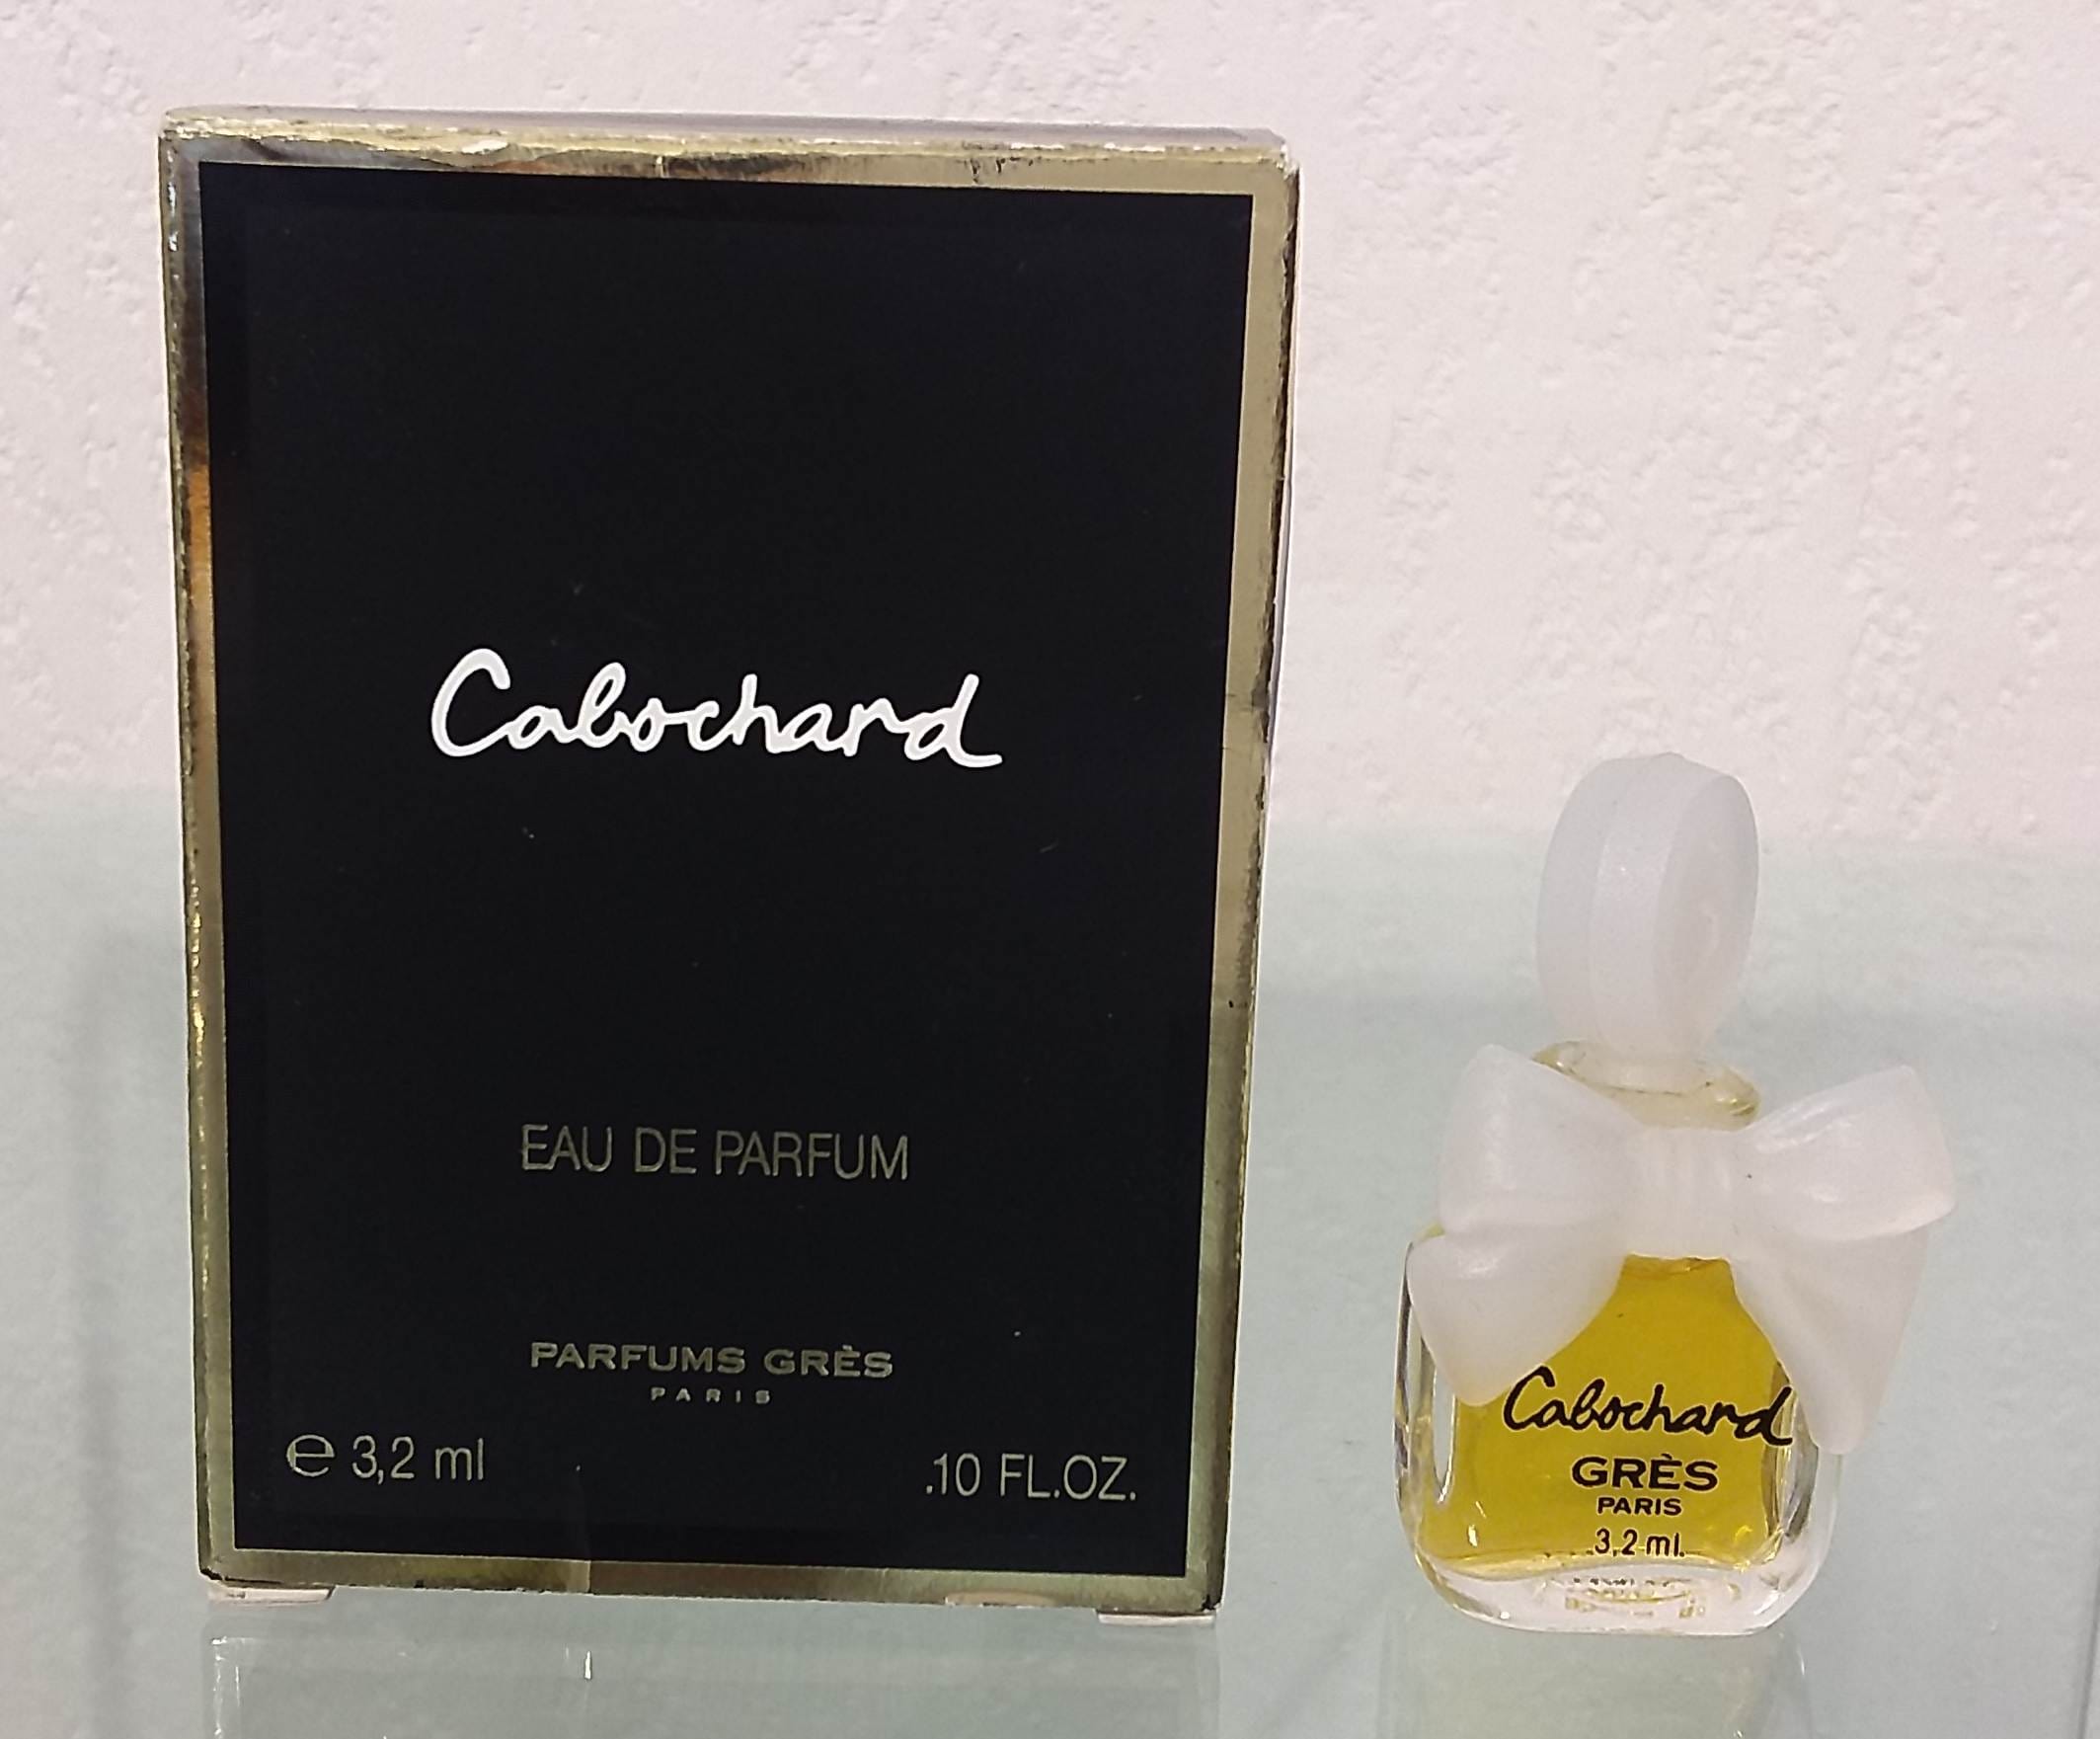 Cabochard
EAU DE PARFUM
PARFUMS GRÈS
PARIS
℮ 3,2 ml
.10 FL.OZ.
Cabochard
GRÈS
PARIS
3,2 ml